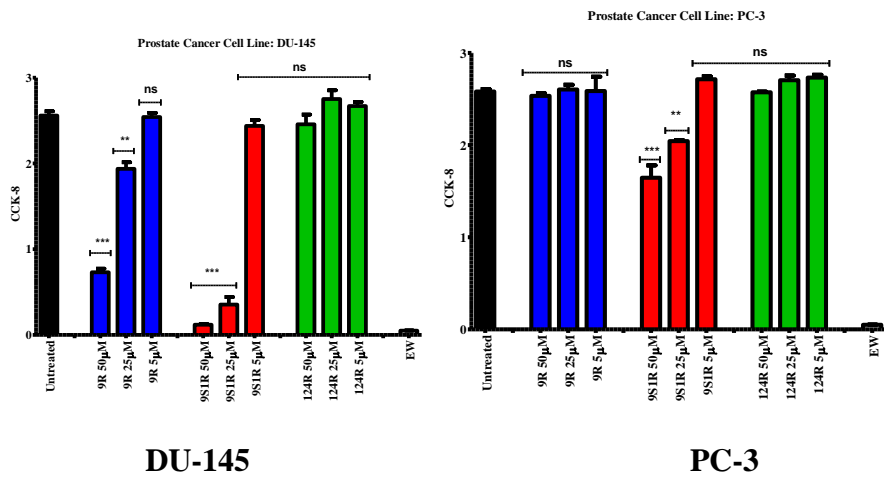 Prostate Cancer Cell Line: DU-145
CCK-8
3
2
1
0
***
**
ns
***
ns
Untreated
9R 50µM
9R 25µM
9R 5µM
9S1R 50µM
9S1R 25µM
9S1R 5µM
124R 50µM
124R 25µM
124R 5µM
EW
DU-145
Prostate Cancer Cell Line: PC-3
CCK-8
3
2
1
0
ns
***
**
ns
Untreated
9R 50µM
9R 25µM
9R 5µM
9S1R 50µM
9S1R 25µM
9S1R 5µM
124R 50µM
124R 25µM
124R 5µM
EW
PC-3